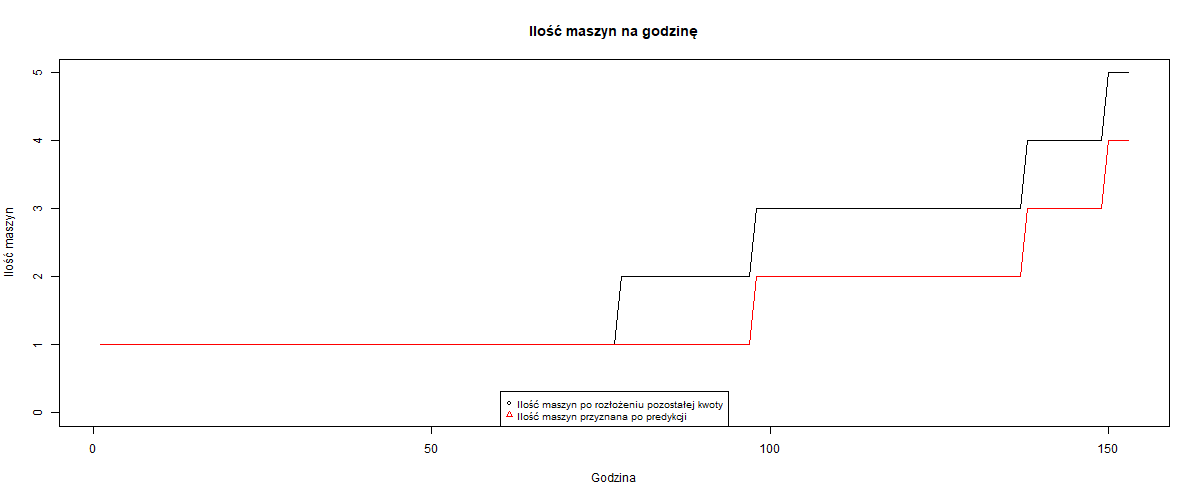 Ilość maszyn na godzinę
Ilość maszyn
5
4
3
2
1
0
Ilość maszyn po rozłożeniu pozostałej kwoty
Ilość maszyn przyznana po predykcji
0 50 100 150
Godzina